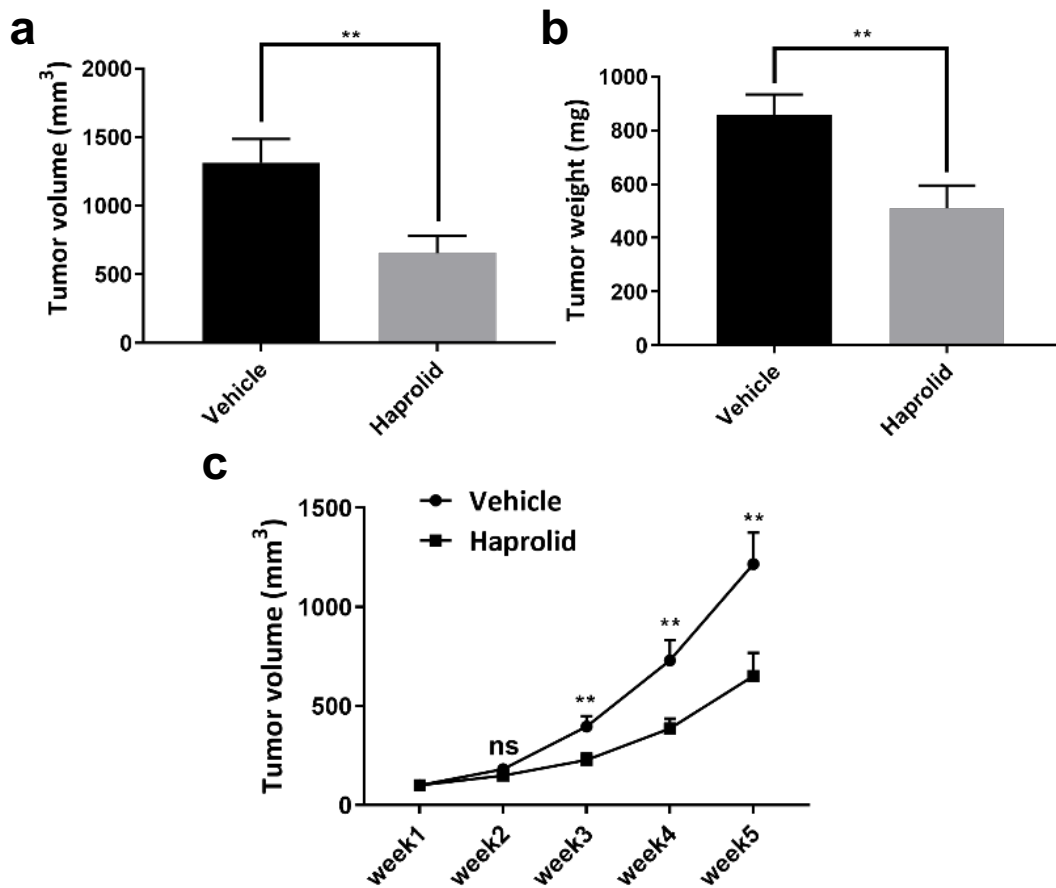 a
**
Tumor volume (mm³)
2000
1500
1000
500
0
Vehicle
Haprolid
b
**
Tumor weight (mg)
1000
800
600
400
200
0
Vehicle
Haprolid
c
Vehicle
Haprolid
Tumor volume (mm³)
1500
1000
500
0
ns
**
**
**
week1
week2
week3
week4
week5